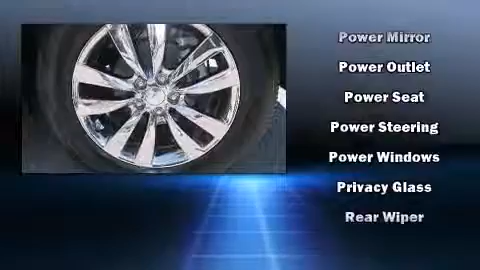 Power Mirror
Power Outlet
Power Seat
Power Steering
Power Windows
Privacy Glass
Rear Wiper